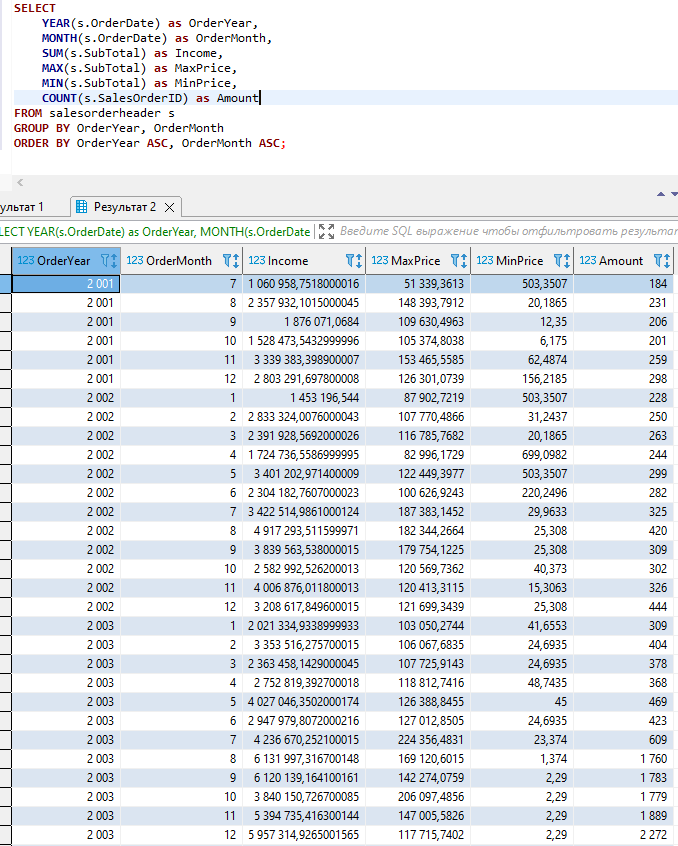 SELECT
YEAR(s.OrderDate) as OrderYear,
MONTH(s.OrderDate) as OrderMonth,
SUM(s.SubTotal) as Income,
MAX(s.SubTotal) as MaxPrice,
MIN(s.SubTotal) as MinPrice,
COUNT(s.SalesOrderID) as Amount
FROM salesorderheader s
GROUP BY OrderYear, OrderMonth
ORDER BY OrderYear ASC, OrderMonth ASC;
ультат 1 Результат 2
LECT YEAR(s.OrderDate) as OrderYear, MONTH(s.OrderDate Введите SQL выражение чтобы отфильтровать результат
123 OrderYear 123 OrderMonth 123 Income 123 MaxPrice 123 MinPrice 123 Amount
2 001 7 1 060 958,7518000016 51 339,3613 503,3507 184
2 001 8 2 357 932,1015000045 148 393,7912 20,1865 231
2 001 9 1 876 071,0684 109 630,4963 12,35 206
2 001 10 1 528 473,5432999996 105 374,8038 6,175 201
2 001 11 3 339 383,398900007 153 465,5585 62,4874 259
2 001 12 2 803 291,697800008 126 301,0739 156,2185 298
2 002 1 1 453 196,544 87 902,7219 503,3507 228
2 002 2 2 833 324,0076000043 107 770,4866 31,2437 250
2 002 3 2 391 928,5692000026 116 785,7682 20,1865 263
2 002 4 1 724 736,5586999995 82 996,1729 699,0982 244
2 002 5 3 401 202,971400009 122 449,3977 503,3507 299
2 002 6 2 304 182,7607000023 100 626,9243 220,2496 282
2 002 7 3 422 514,9861000124 187 383,1452 29,9633 325
2 002 8 4 917 293,511599971 182 344,2664 25,308 420
2 002 9 3 839 563,538000015 179 754,1225 25,308 309
2 002 10 2 582 992,526200013 120 569,7362 40,373 302
2 002 11 4 006 876,011800013 120 413,3115 15,3063 326
2 002 12 3 208 617,849600015 121 699,3439 25,308 444
2 003 1 2 021 334,9338999933 103 050,2744 41,6553 309
2 003 2 3 353 516,275700015 106 067,6835 24,6935 404
2 003 3 2 363 458,1429000045 107 725,9143 24,6935 378
2 003 4 2 752 819,392700018 118 812,7416 48,7435 368
2 003 5 4 027 046,3502000174 126 388,8455 45 469
2 003 6 2 947 979,8072000216 127 012,8505 24,6935 423
2 003 7 4 236 670,252100015 224 356,4831 23,374 609
2 003 8 6 131 997,316700148 169 120,6015 1,374 1 760
2 003 9 6 120 139,164100161 142 274,0759 2,29 1 783
2 003 10 3 840 150,726700085 206 097,4856 2,29 1 779
2 003 11 5 394 735,416300144 147 005,5826 2,29 1 889
2 003 12 5 957 314,9265001565 117 715,7402 2,29 2 272